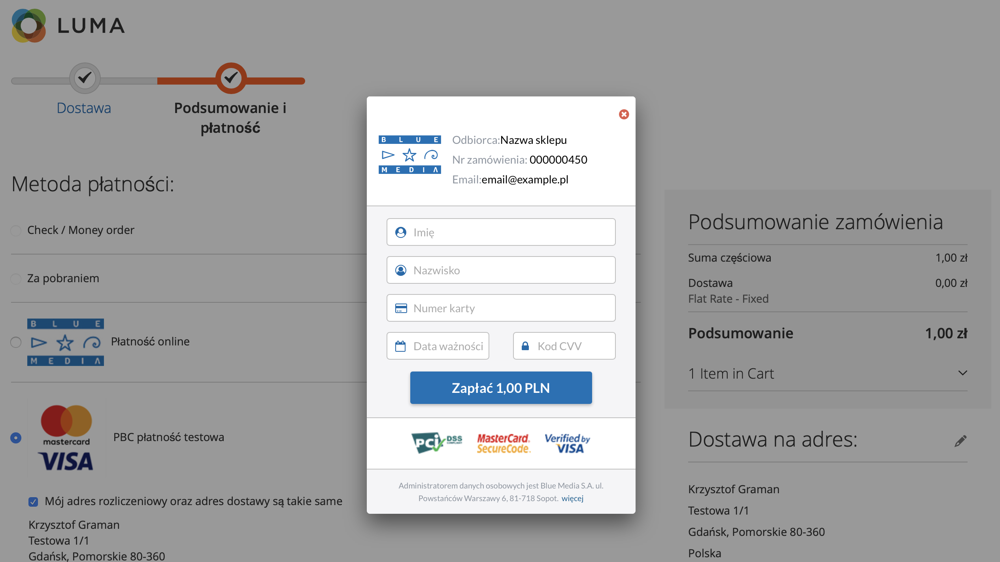 LUMA
Dostawa
Podsumowanie i
płatność
Metoda płatności:
Check / Money order
Za pobraniem
BLUE
MEDIA
Płatność online
mastercard
VISA
PBC płatność testowa
Mój adres rozliczeniowy oraz adres dostawy są takie same
Krzysztof Graman
Testowa 1/1
Gdańsk, Pomorskie 80-360
BLUE
MEDIA
Odbiorca:Nazwa sklepu
Nr zamówienia: 000000450
Email:email@example.pl
Imię
Nazwisko
Numer karty
Data ważności
Kod CVV
Zapłać 1,00 PLN
PCI DSS
COMPLIANT
MasterCard.
SecureCode.
Verified by
VISA
Administratorem danych osobowych jest Blue Media S.A. ul.
Powstańców Warszawy 6, 81-718 Sopot. więcej
Podsumowanie zamówienia
Suma częściowa 1,00 zł
Dostawa 0,00 zł
Flat Rate - Fixed
Podsumowanie 1,00 zł
1 Item in Cart
Dostawa na adres:
Krzysztof Graman
Testowa 1/1
Gdańsk, Pomorskie 80-360
Polska